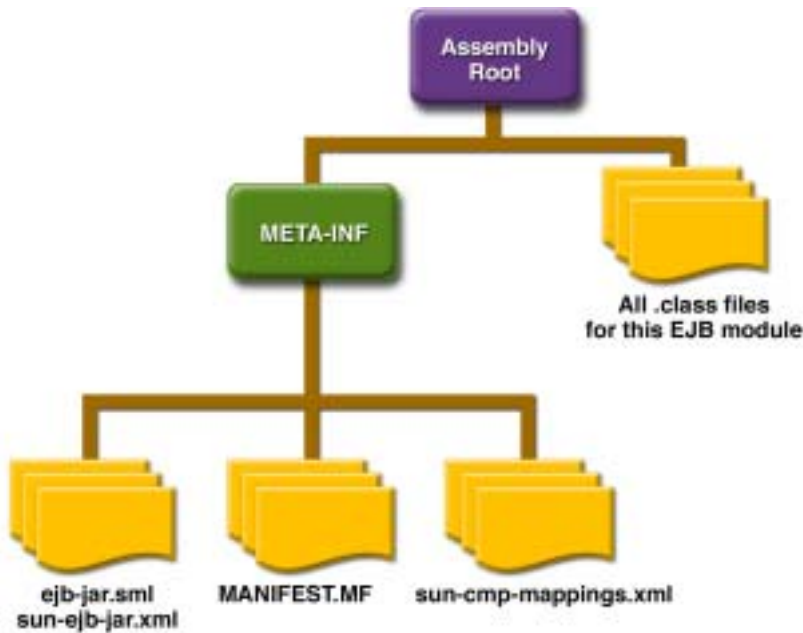 Assembly
Root
META-INF
All .class files
for this EJB module
ejb-jar.sml
sun-ejb-jar.xml
MANIFEST.MF
sun-cmp-mappings.xml